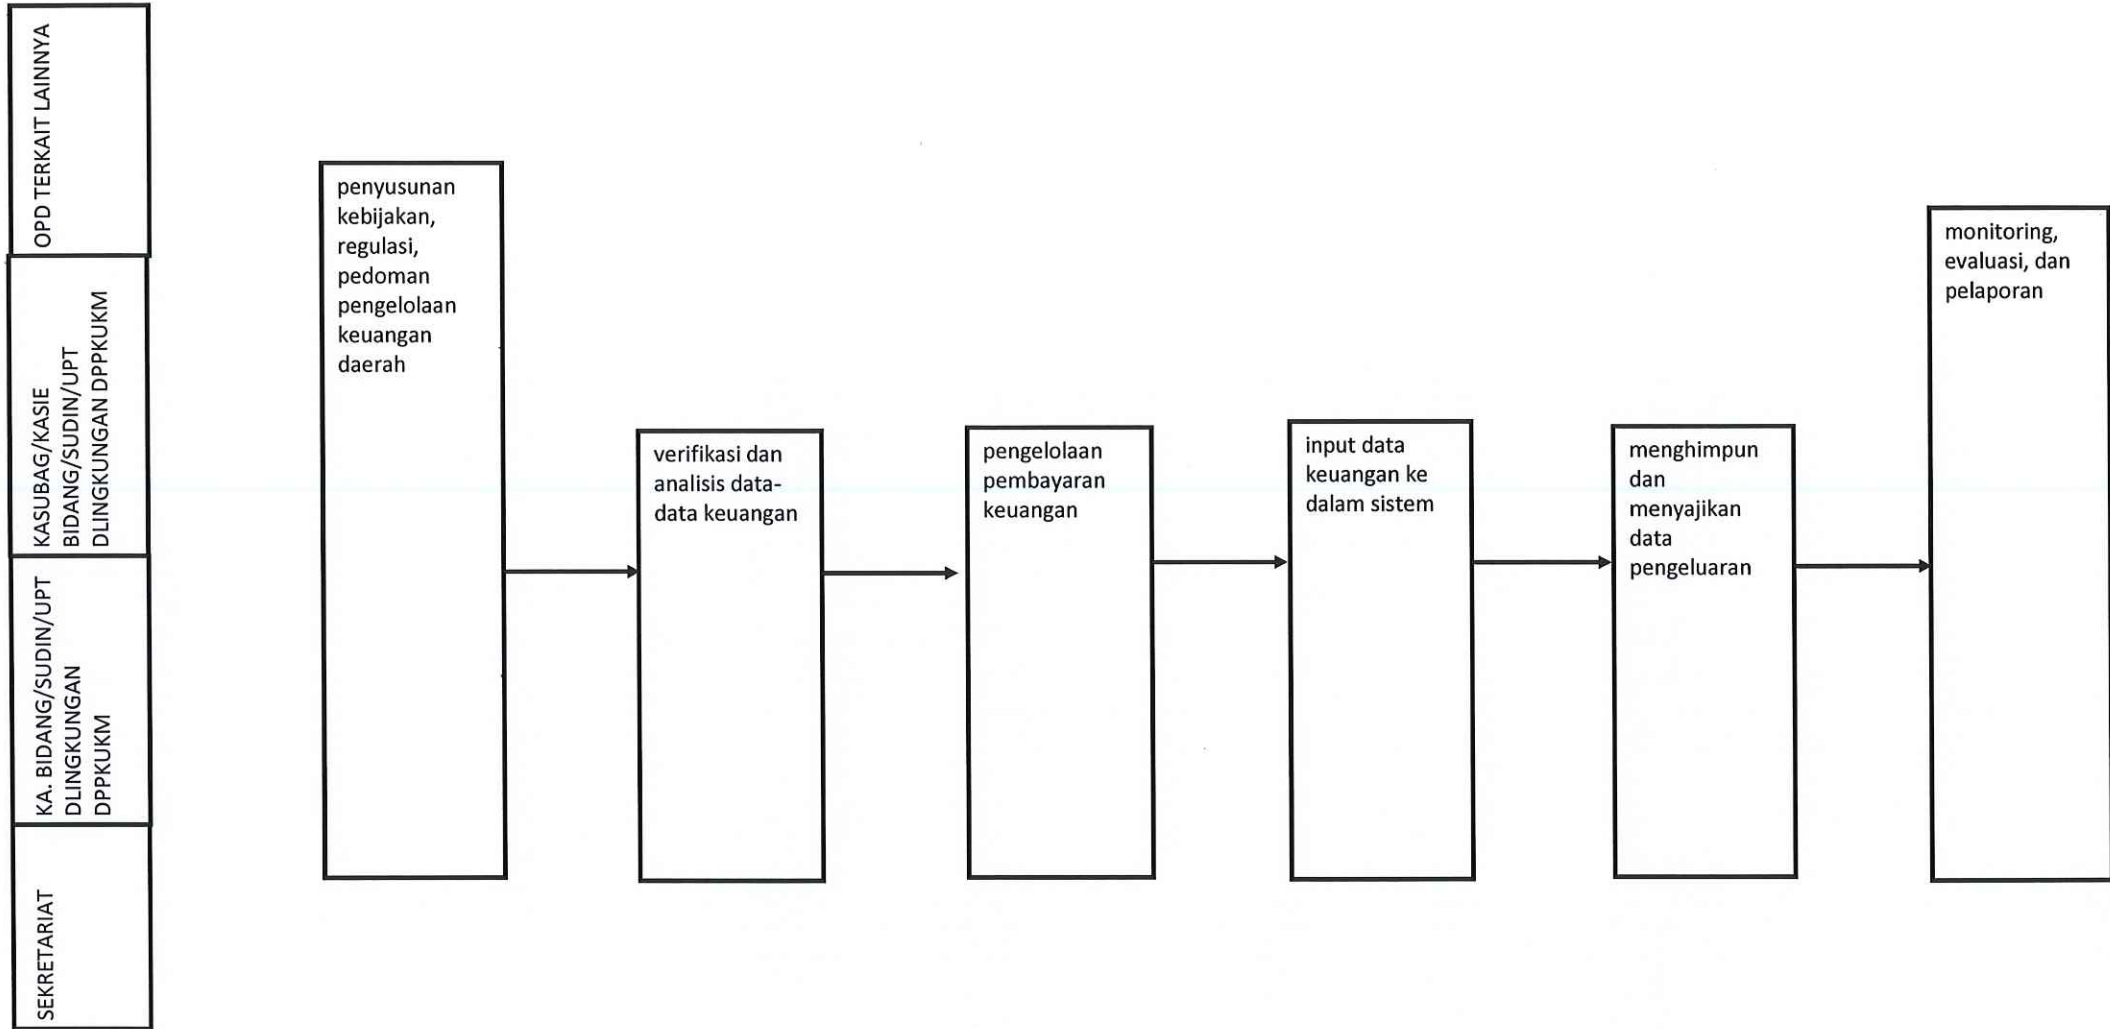 OPD TERKAIT LAINNYA
KASUBAG/KASIE
BIDANG/SUDIN/UPT
DLINGKUNGAN DPPKUKM
KA. BIDANG/SUDIN/UPT
DLINGKUNGAN
DPPKUKM
SEKRETARIAT
penyusunan
kebijakan,
regulasi,
pedoman
pengelolaan
keuangan
daerah
verifikasi dan
analisis data-
data keuangan
pengelolaan
pembayaran
keuangan
input data
keuangan ke
dalam sistem
menghimpun
dan
menyajikan
data
pengeluaran
monitoring,
evaluasi, dan
pelaporan